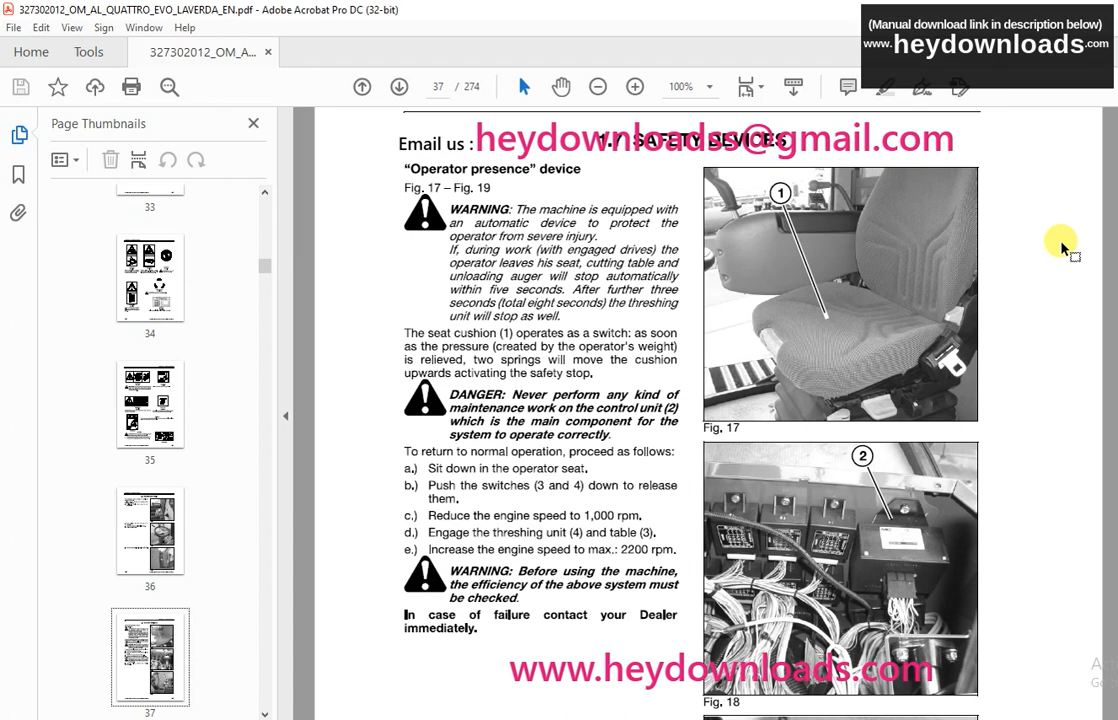 327302012_OM_AL_QUATTRO_EVO_LAVERDA_EN.pdf - Adobe Acrobat Pro DC (32-bit)
File Edit View Sign Window Help
(Manual download link in description below)
www.heydownloads.com
Home Tools 327302012_OM_A... ×
37 / 274 100%
Page Thumbnails
33
34
35
36
37
Email us : heydownloadss@gmail.com
1.7 SAFETY DEVICES
“Operator presence” device
Fig. 17 – Fig. 19
WARNING: The machine is equipped with
an automatic device to protect the
operator from severe injury.
If, during work (with engaged drives) the
operator leaves his seat, cutting table and
unloading auger will stop automatically
within five seconds. After further three
seconds (total eight seconds) the threshing
unit will stop as well.
The seat cushion (1) operates as a switch: as soon
as the pressure (created by the operator's weight)
is relieved, two springs will move the cushion
upwards activating the safety stop.
DANGER: Never perform any kind of
maintenance work on the control unit (2)
which is the main component for the
system to operate correctly.
To return to normal operation, proceed as follows:
a.) Sit down in the operator seat.
b.) Push the switches (3 and 4) down to release
them.
c.) Reduce the engine speed to 1,000 rpm.
d.) Engage the threshing unit (4) and table (3).
e.) Increase the engine speed to max.: 2200 rpm.
WARNING: Before using the machine,
the efficiency of the above system must
be checked.
In case of failure contact your Dealer
immediately.
1
Fig. 17
2
Fig. 18
www.heydownloads.com